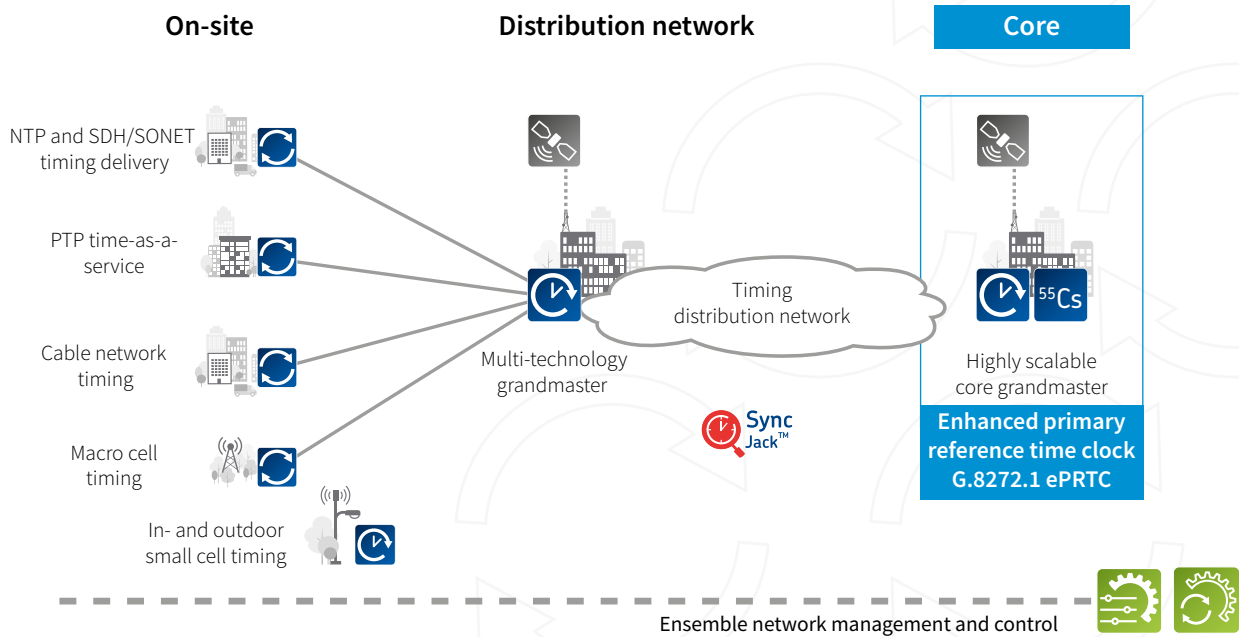 On-site
Distribution network
Core
NTP and SDH/SONET
timing delivery
PTP time-as-a-
service
Cable network
timing
Macro cell
timing
In- and outdoor
small cell timing
Multi-technology
grandmaster
Timing
distribution network
Sync
Jack™
⁵⁵Cs
Highly scalable
core grandmaster
Enhanced primary
reference time clock
G.8272.1 ePRTC
Ensemble network management and control